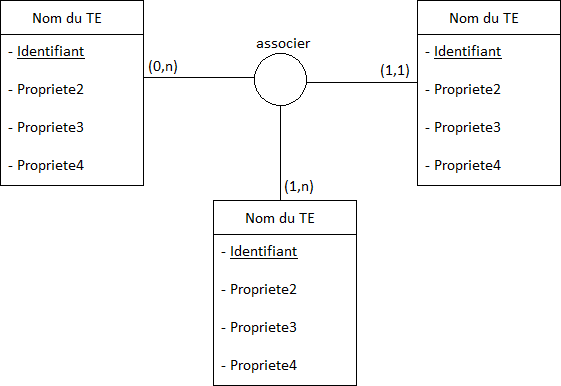 Nom du TE
- Identifiant
- Propriete2
- Propriete3
- Propriete4
(0,n)
associer
(1,1)
Nom du TE
- Identifiant
- Propriete2
- Propriete3
- Propriete4
(1,n)
Nom du TE
- Identifiant
- Propriete2
- Propriete3
- Propriete4